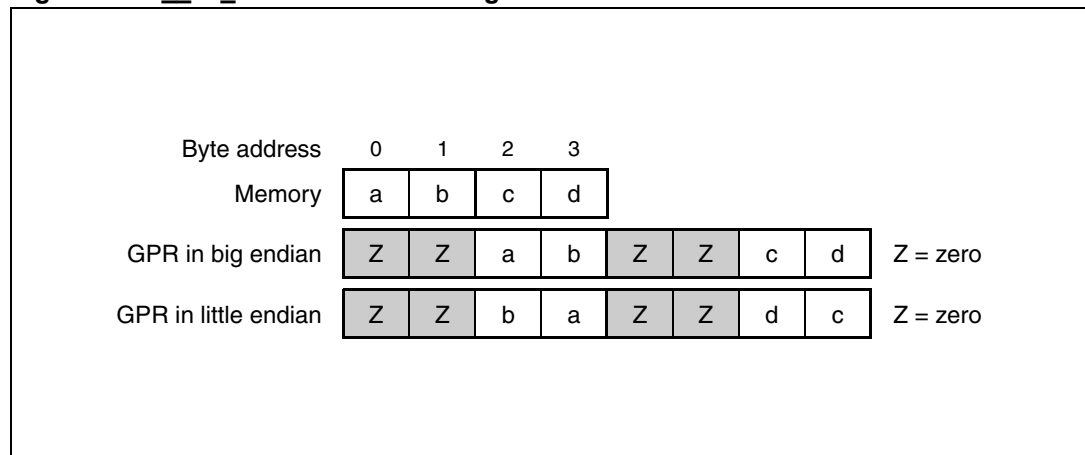 Byte address 0 1 2 3
Memory a b c d
GPR in big endian Z Z a b Z Z c d Z = zero
GPR in little endian Z Z b a Z Z d c Z = zero